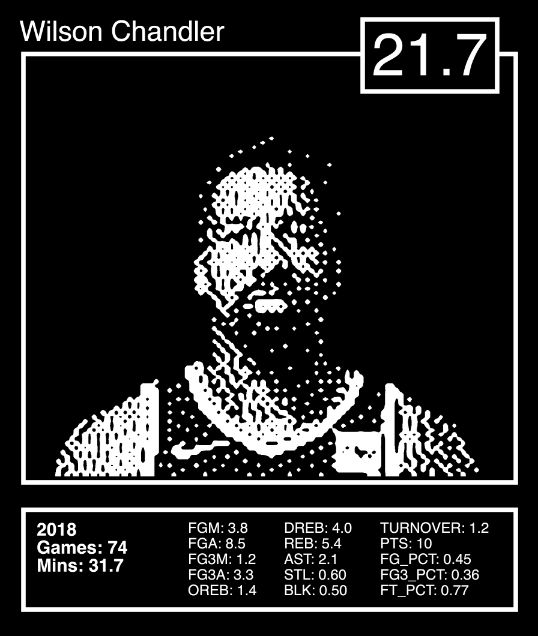 Wilson Chandler
21.7
2018
Games: 74
Mins: 31.7
FGM: 3.8
FGA: 8.5
FG3M: 1.2
FG3A: 3.3
OREB: 1.4
DREB: 4.0
REB: 5.4
AST: 2.1
STL: 0.60
BLK: 0.50
TURNOVER: 1.2
PTS: 10
FG_PCT: 0.45
FG3_PCT: 0.36
FT_PCT: 0.77